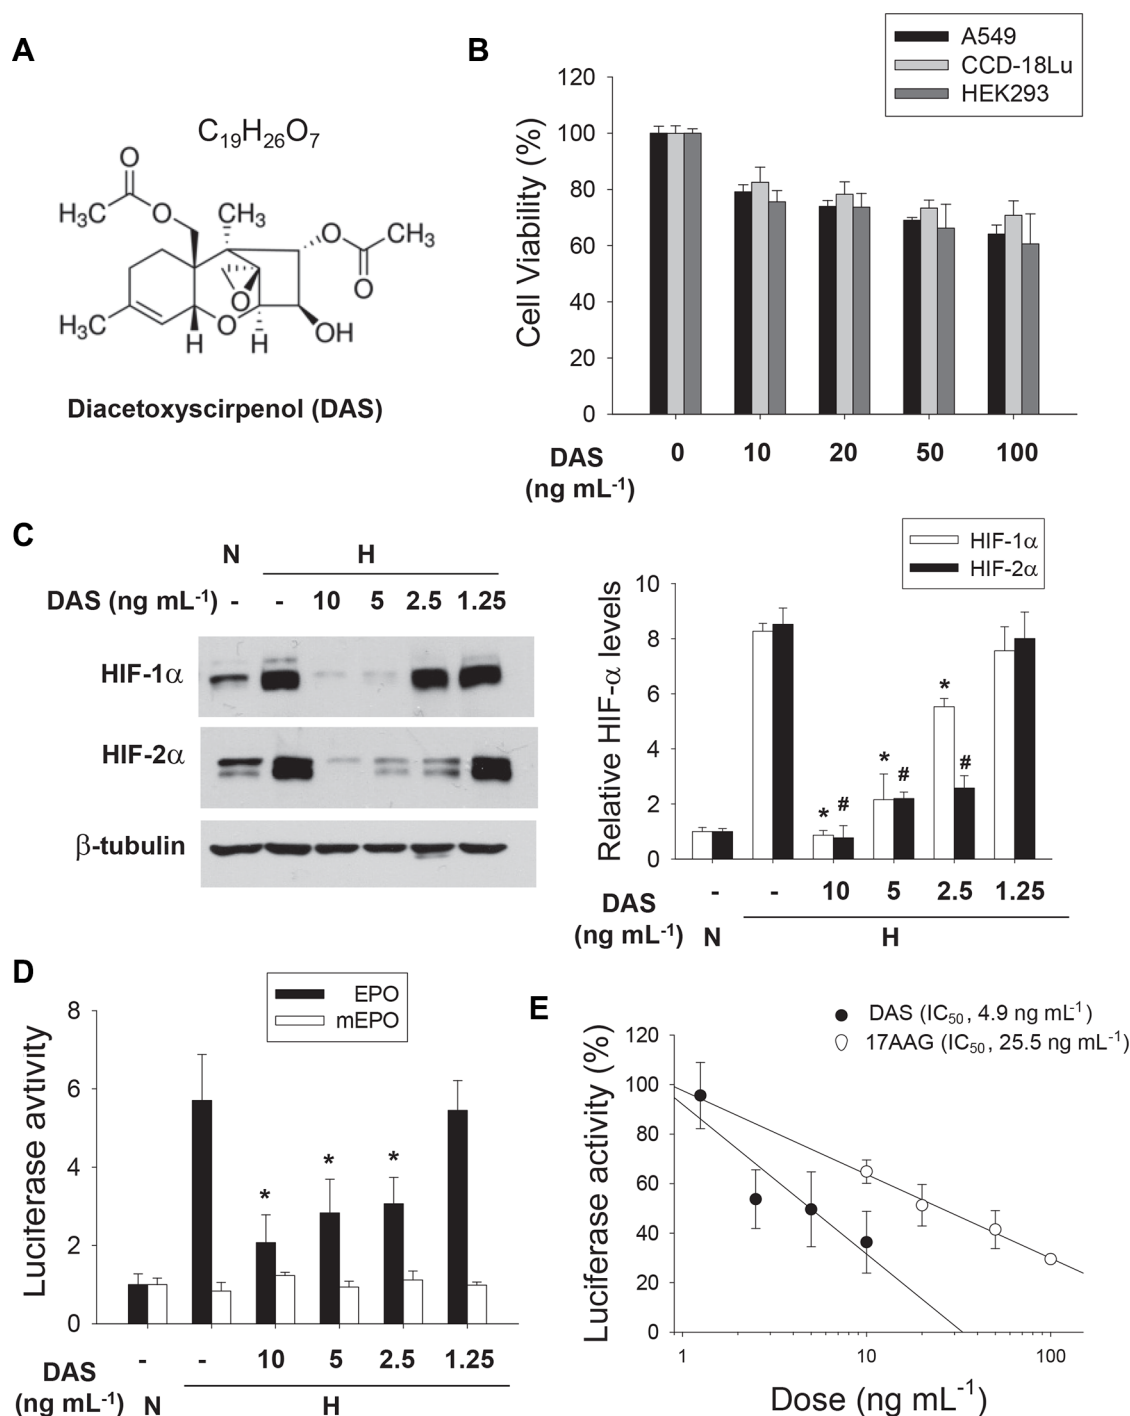 A
C19H26O7
O
H3C
O
CH3
O
CH3
O
O
O
H3C
H
H
OH
Diacetoxyscirpenol (DAS)
B
A549
CCD-18Lu
HEK293
Cell Viability (%)
120
100
80
60
40
20
0
DAS
(ng mL-1)
0 10 20 50 100
C
N H
DAS (ng mL-1) - - 10 5 2.5 1.25
HIF-1α
HIF-2α
β-tubulin
HIF-1α
HIF-2α
Relative HIF-α levels
10
8
6
4
2
0
* # * # * #
- - 10 5 2.5 1.25
DAS
(ng mL-1) N H
D
EPO
mEPO
Luciferase avtivity
8
6
4
2
0
* * *
- - 10 5 2.5 1.25
DAS
(ng mL-1) N H
E
DAS (IC50, 4.9 ng mL-1)
17AAG (IC50, 25.5 ng mL-1)
Luciferase activity (%)
120
100
80
60
40
20
0
1 10 100
Dose (ng mL-1)